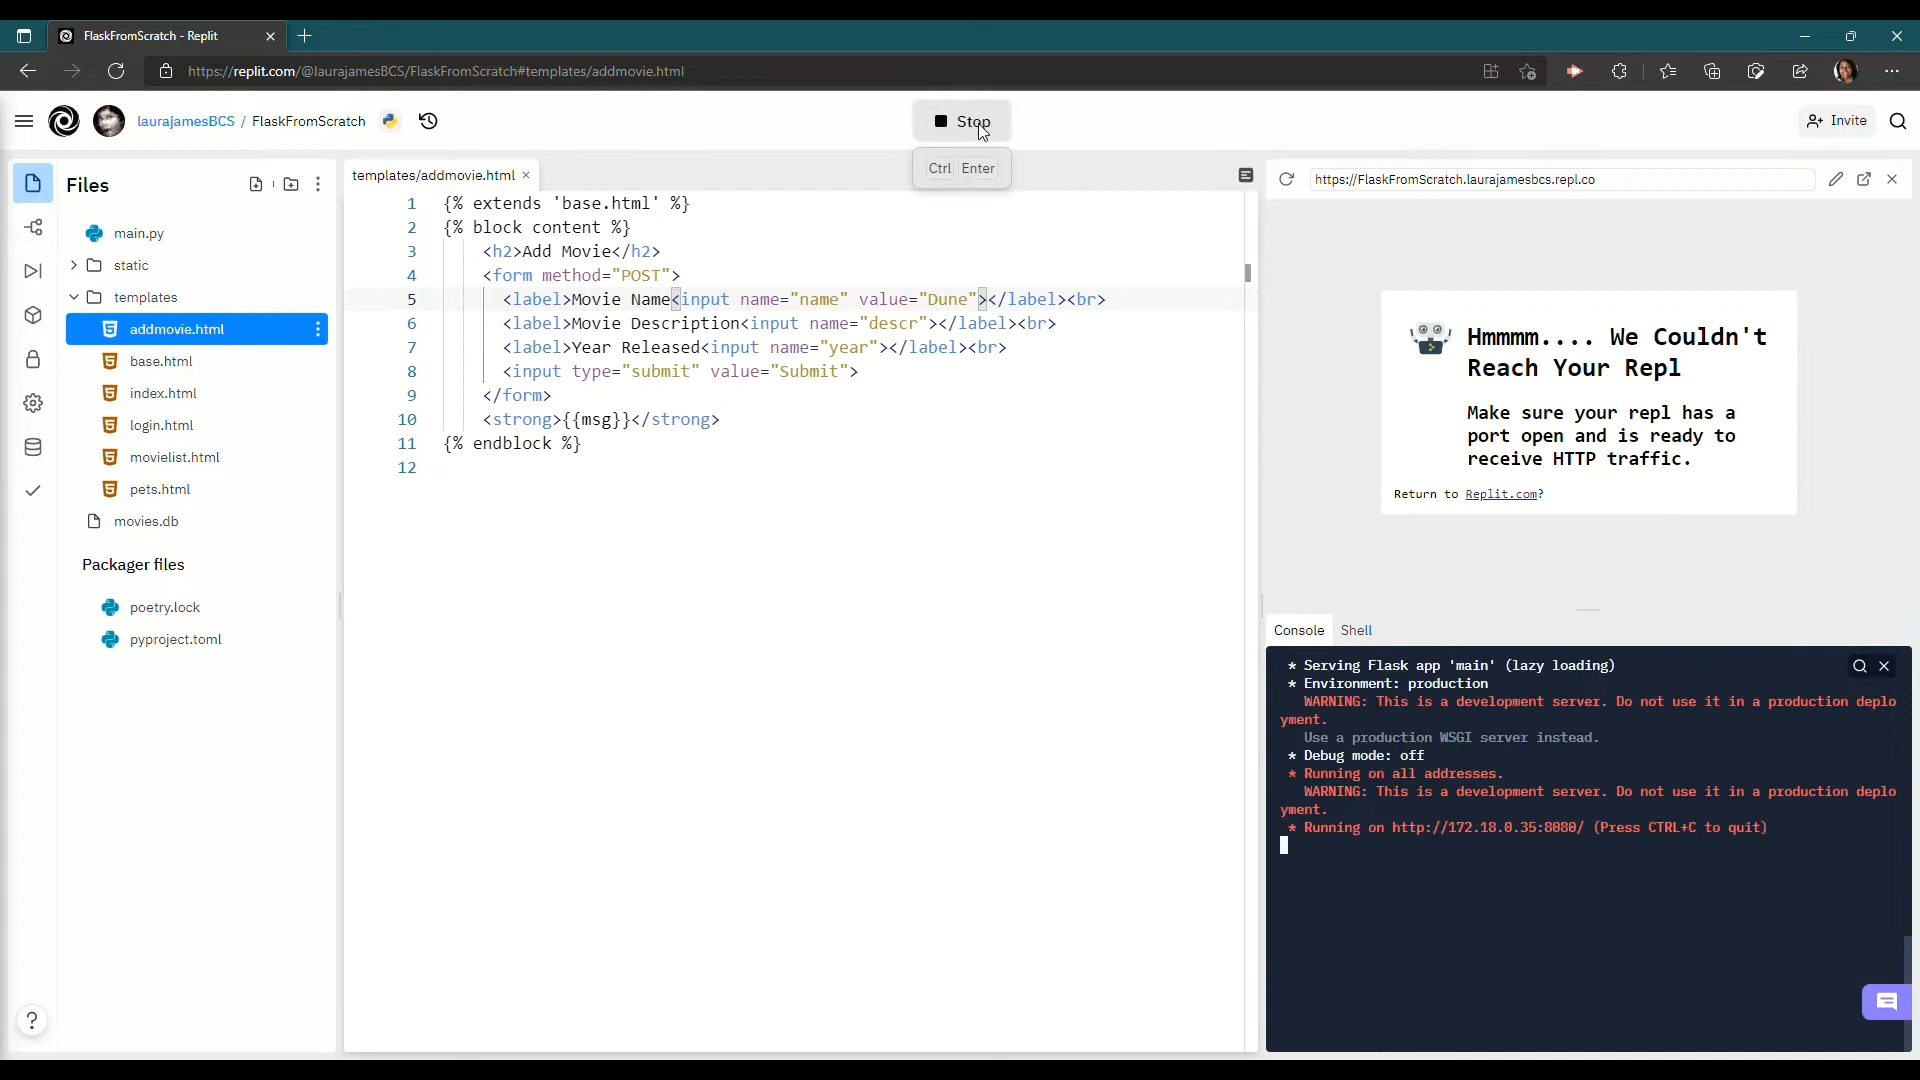 FlaskFromScratch - Replit
https://replit.com/@laurajamesBCS/FlaskFromScratch#templates/addmovie.html
laurajamesBCS / FlaskFromScratch
Stop
Invite
Ctrl Enter
Files
main.py
static
templates
addmovie.html
base.html
index.html
login.html
movielist.html
pets.html
movies.db
Packager files
poetry.lock
pyproject.toml
?
templates/addmovie.html
1 {% extends 'base.html' %}
2 {% block content %}
3 <h2>Add Movie</h2>
4 <form method="POST">
5 <label>Movie Name<input name="name" value="Dune"></label><br>
6 <label>Movie Description<input name="descr"></label><br>
7 <label>Year Released<input name="year"></label><br>
8 <input type="submit" value="Submit">
9 </form>
10 <strong>{{msg}}</strong>
11 {% endblock %}
12
https://FlaskFromScratch.laurajamesbcs.repl.co
Hmmmm.... We Couldn't
Reach Your Repl
Make sure your repl has a
port open and is ready to
receive HTTP traffic.
Return to Replit.com?
Console Shell
* Serving Flask app 'main' (lazy loading)
* Environment: production
WARNING: This is a development server. Do not use it in a production deplo
yment.
Use a production WSGI server instead.
* Debug mode: off
* Running on all addresses.
WARNING: This is a development server. Do not use it in a production deplo
yment.
* Running on http://172.18.0.35:8080/ (Press CTRL+C to quit)